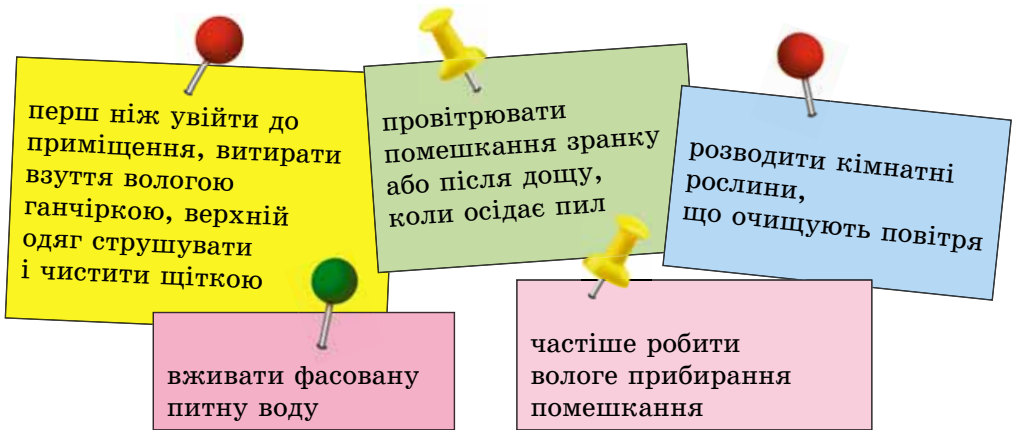 перш ніж увійти до
приміщення, витирати
взуття вологою
ганчіркою, верхній
одяг струшувати
і чистити щіткою
провітрювати
помешкання зранку
або після дощу,
коли осідає пил
розводити кімнатні
рослини,
що очищують повітря
вживати фасовану
питну воду
частіше робити
вологе прибирання
помешкання